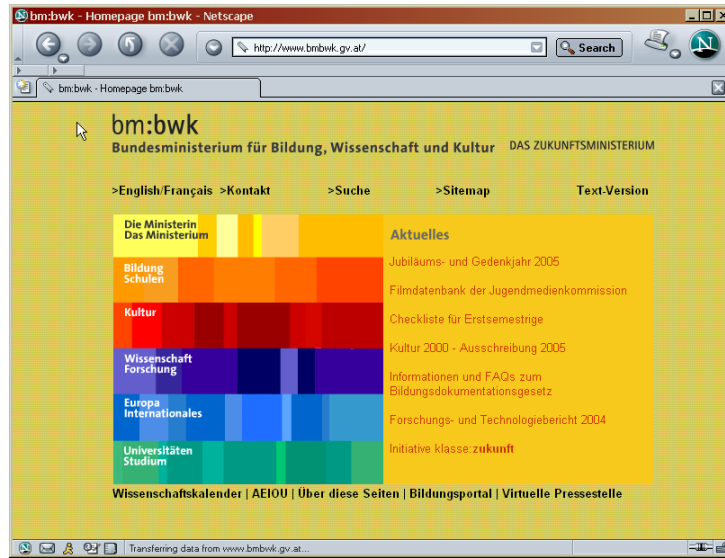 bm:bwk - Homepage bm:bwk - Netscape
http://www.bmbwk.gv.at/
Search
bm:bwk - Homepage bm:bwk
bm:bwk
Bundesministerium für Bildung, Wissenschaft und Kultur
DAS ZUKUNFTSMINISTERIUM
>English/Français >Kontakt >Suche >Sitemap Text-Version
Die Ministerin
Das Ministerium
Bildung
Schulen
Kultur
Wissenschaft
Forschung
Europa
Internationales
Universitäten
Studium
Aktuelles
Jubiläums- und Gedenkjahr 2005
Filmdatenbank der Jugendmedienkommission
Checkliste für Erstsemestrige
Kultur 2000 - Ausschreibung 2005
Informationen und FAQs zum
Bildungsdokumentationsgesetz
Forschungs- und Technologiebericht 2004
Initiative klasse:zukunft
Wissenschaftskalender | AEIOU | Über diese Seiten | Bildungsportal | Virtuelle Pressestelle
Transferring data from www.bmbwk.gv.at...